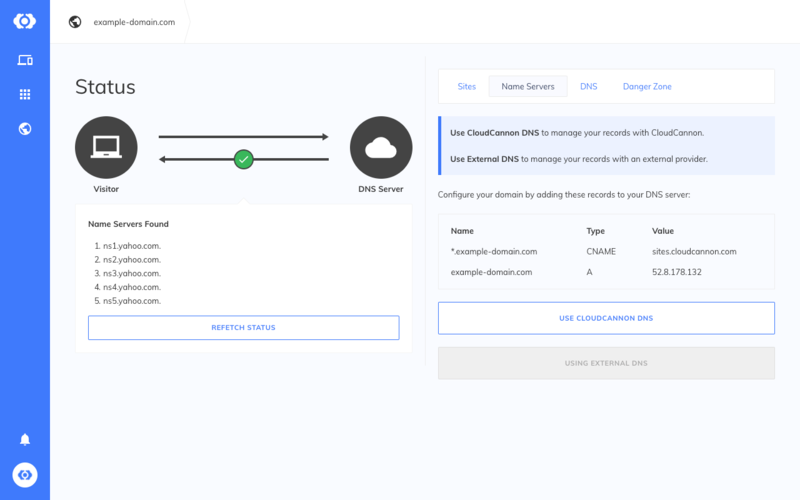 example-domain.com
Status
Visitor
DNS Server
Name Servers Found
1. ns1.yahoo.com.
2. ns2.yahoo.com.
3. ns3.yahoo.com.
4. ns4.yahoo.com.
5. ns5.yahoo.com.
REFETCH STATUS
Sites Name Servers DNS Danger Zone
Use CloudCannon DNS to manage your records with CloudCannon.
Use External DNS to manage your records with an external provider.
Configure your domain by adding these records to your DNS server:
Name Type Value
*.example-domain.com CNAME sites.cloudcannon.com
example-domain.com A 52.8.178.132
USE CLOUDCANNON DNS
USING EXTERNAL DNS